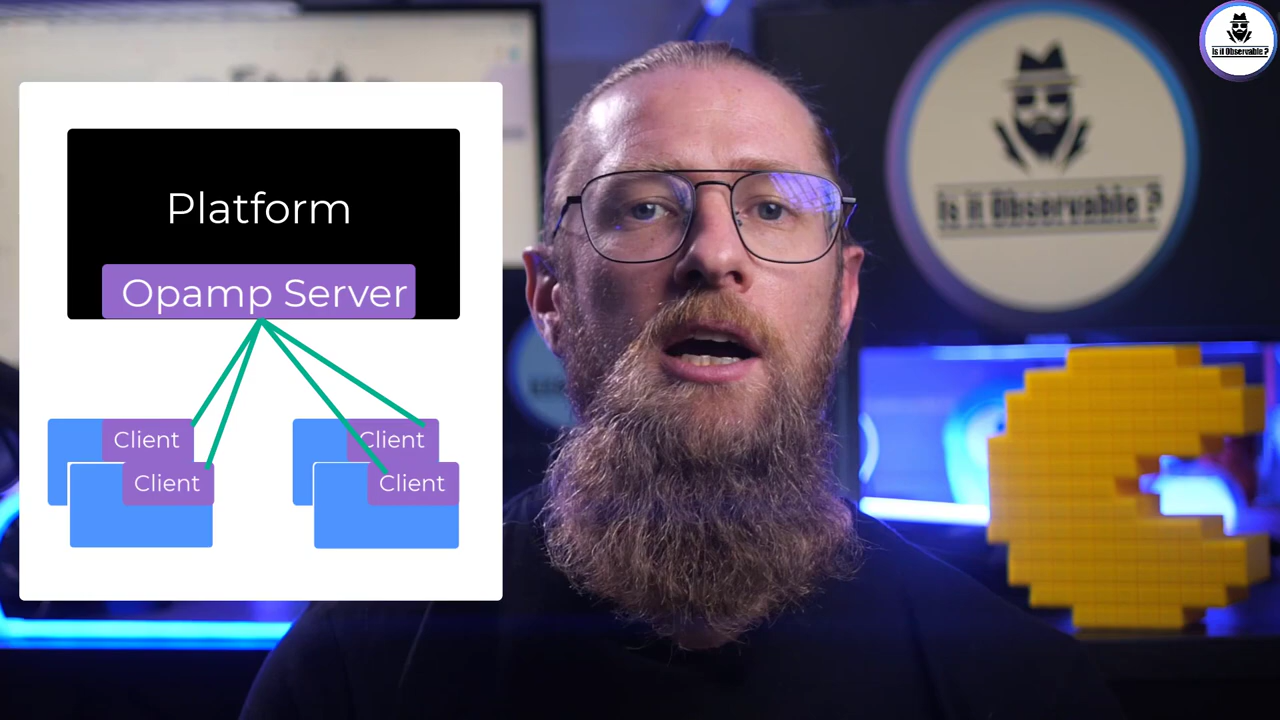 Platform
Opamp Server
Client
Client
Client
Client
Is it Observable ?
Is it Observable ?